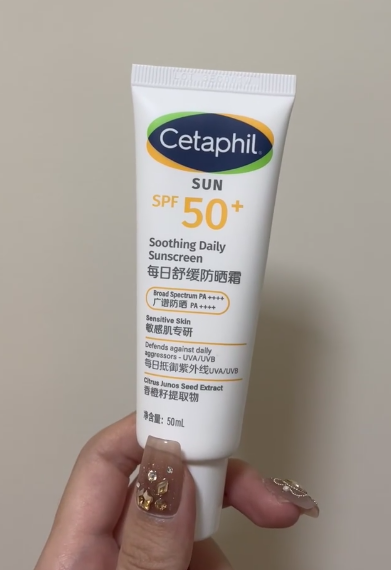 Cetaphil
SUN
SPF 50+
Soothing Daily
Sunscreen
每日舒缓防晒霜
Broad Spectrum PA ++++
广谱防晒 PA ++++
Sensitive Skin
敏感肌专研
Defends against daily
aggressors - UVA/UVB
每日抵御紫外线UVA/UVB
Citrus Junos Seed Extract
香橙籽提取物
净含量: 50mL